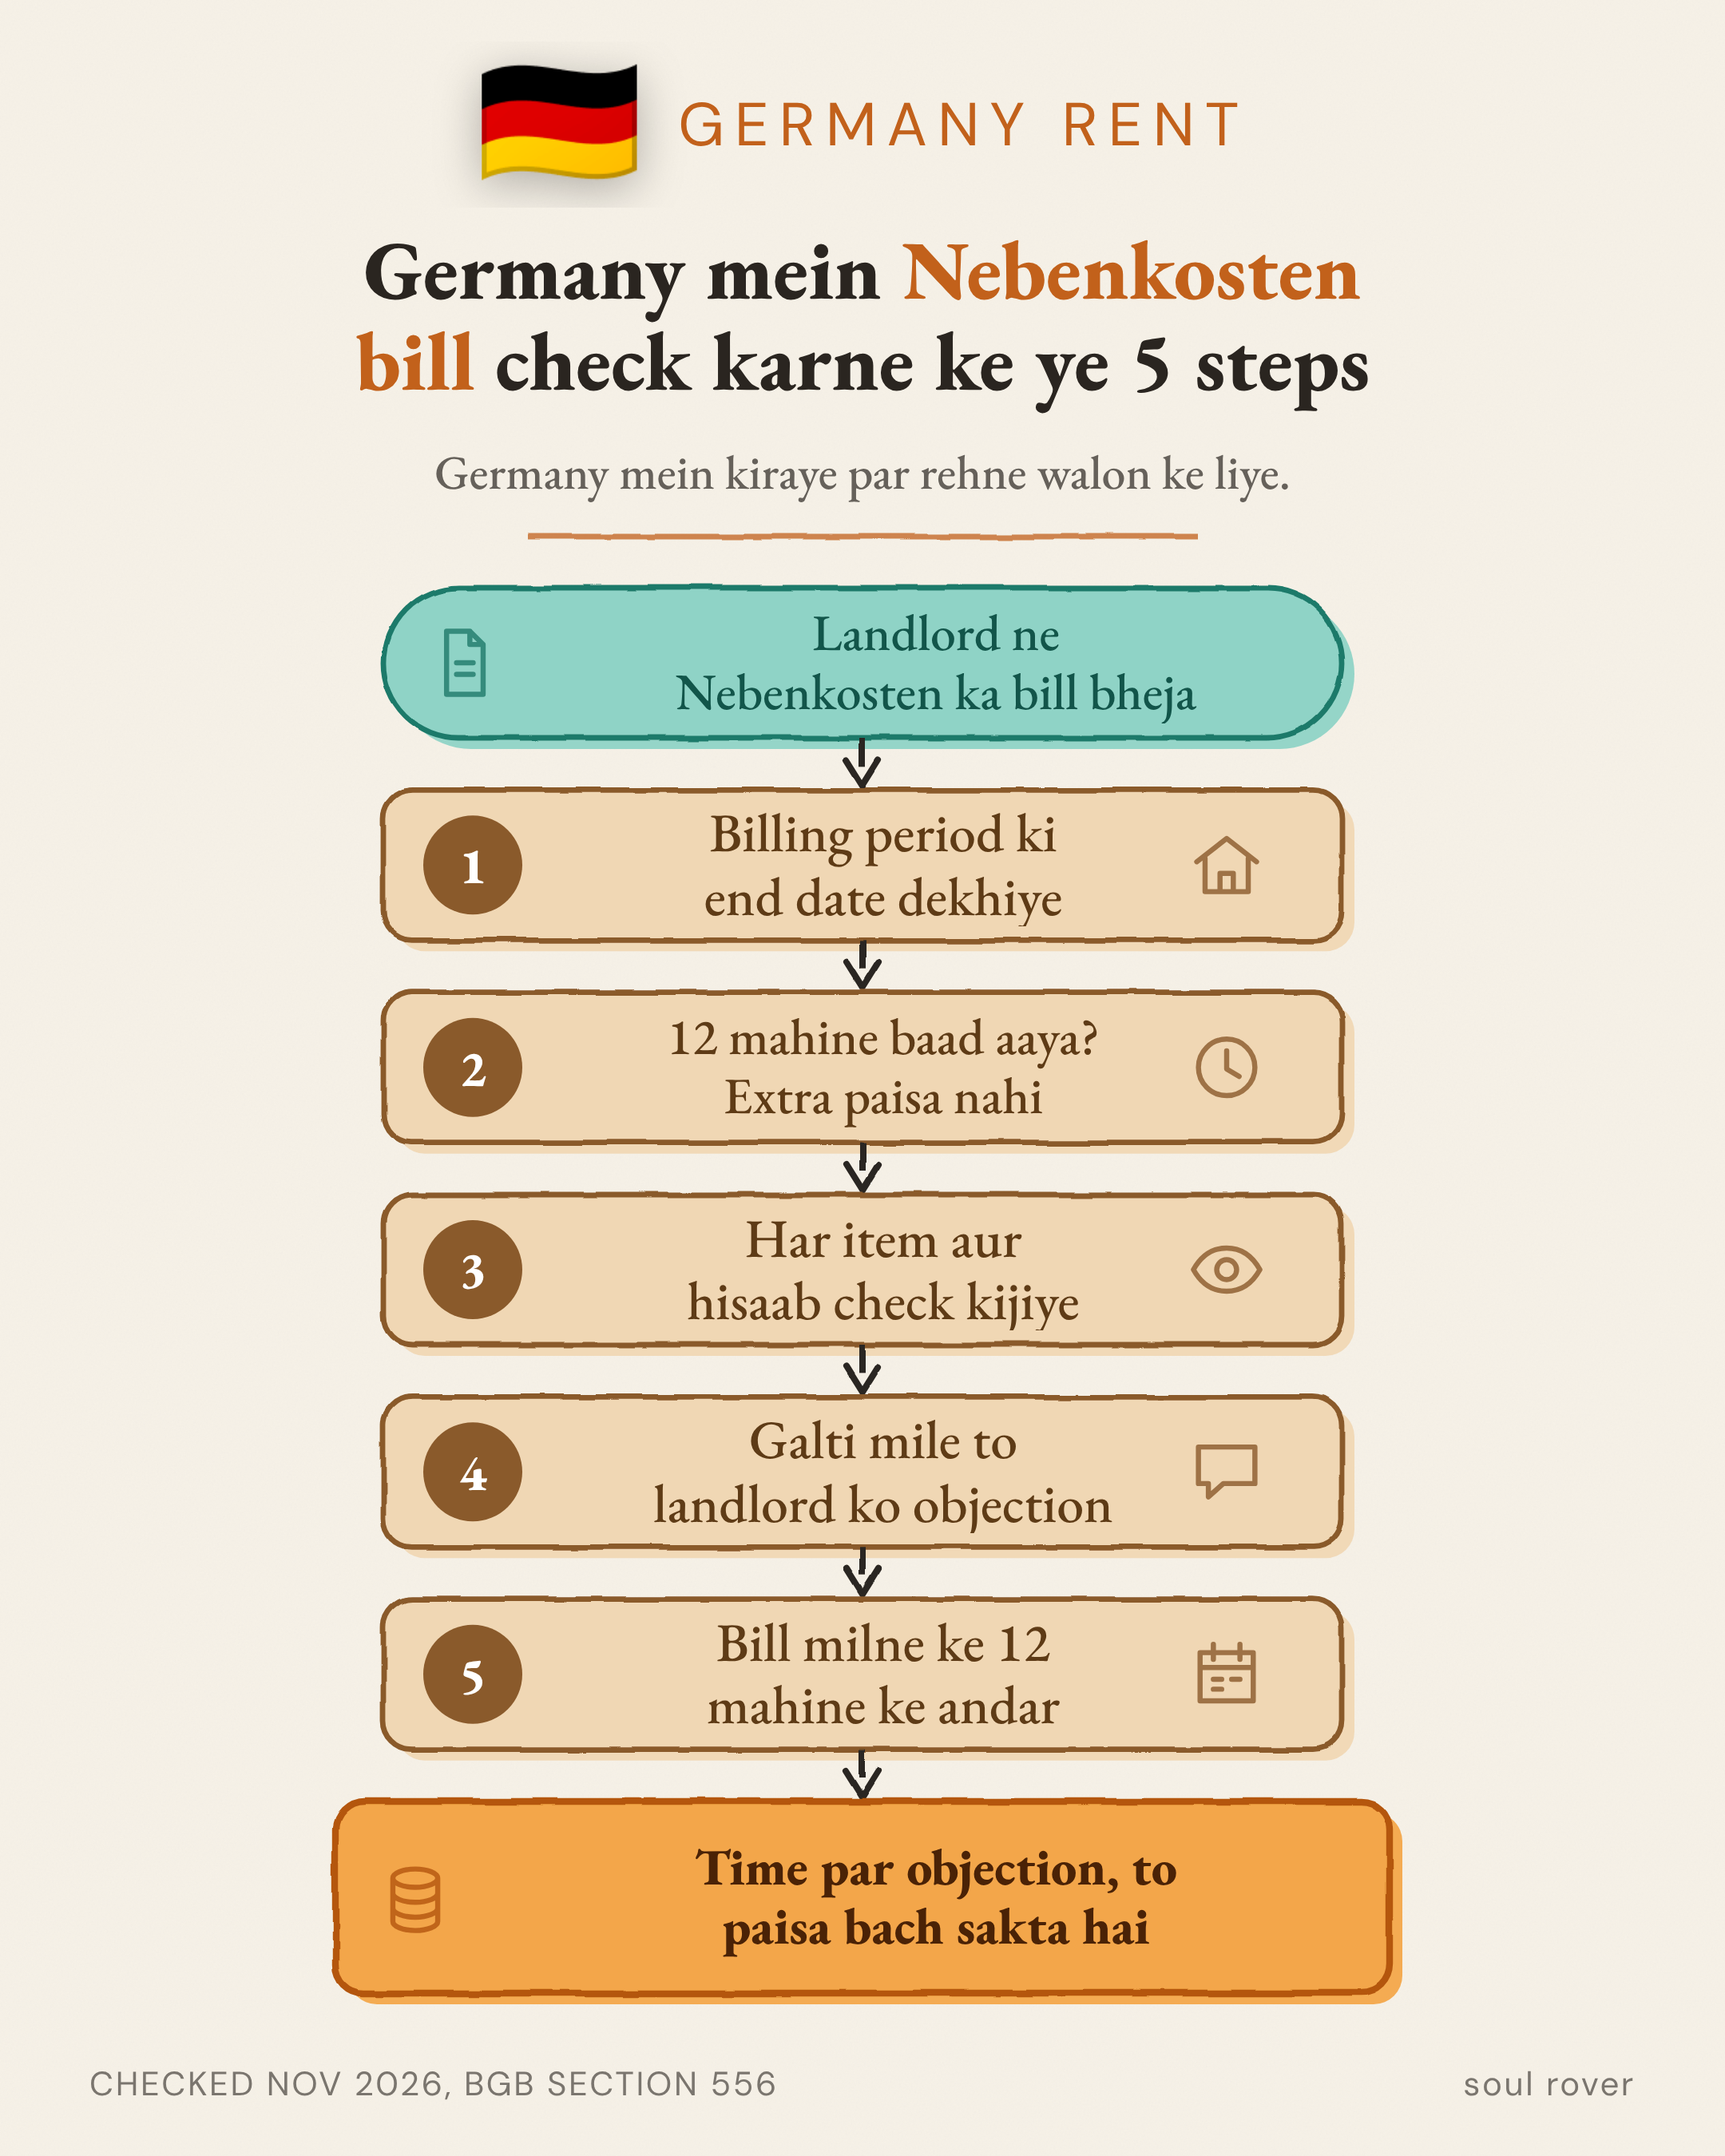 GERMANY RENT
Germany mein Nebenkosten
bill check karne ke ye 5 steps
Germany mein kiraye par rehne walon ke liye.
Landlord ne
Nebenkosten ka bill bheja
1
Billing period ki
end date dekhiye
2
12 mahine baad aaya?
Extra paisa nahi
3
Har item aur
hisaab check kijiye
4
Galti mile to
landlord ko objection
5
Bill milne ke 12
mahine ke andar
Time par objection, to
paisa bach sakta hai
CHECKED NOV 2026, BGB SECTION 556
soul rover